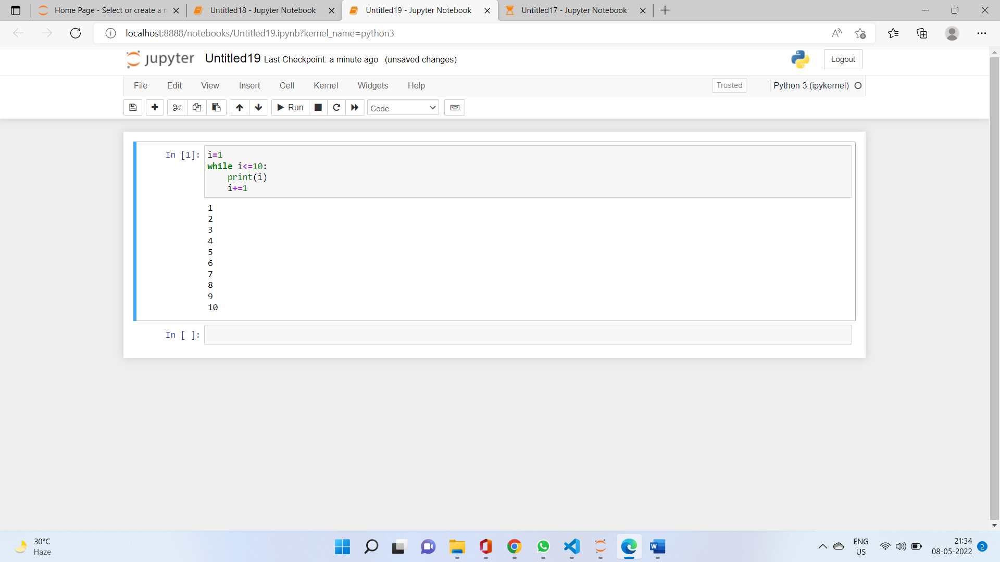 Home Page - Select or create a n
Untitled18 - Jupyter Notebook
Untitled19 - Jupyter Notebook
Untitled17 - Jupyter Notebook
localhost:8888/notebooks/Untitled19.ipynb?kernel_name=python3
jupyter Untitled19 Last Checkpoint: a minute ago (unsaved changes)
Logout
File Edit View Insert Cell Kernel Widgets Help
Trusted
Python 3 (ipykernel)
Run
Code
In [1]: i=1
while i<=10:
    print(i)
    i+=1
1
2
3
4
5
6
7
8
9
10
In [ ]:
30°C
Haze
ENG
US
21:34
08-05-2022
2